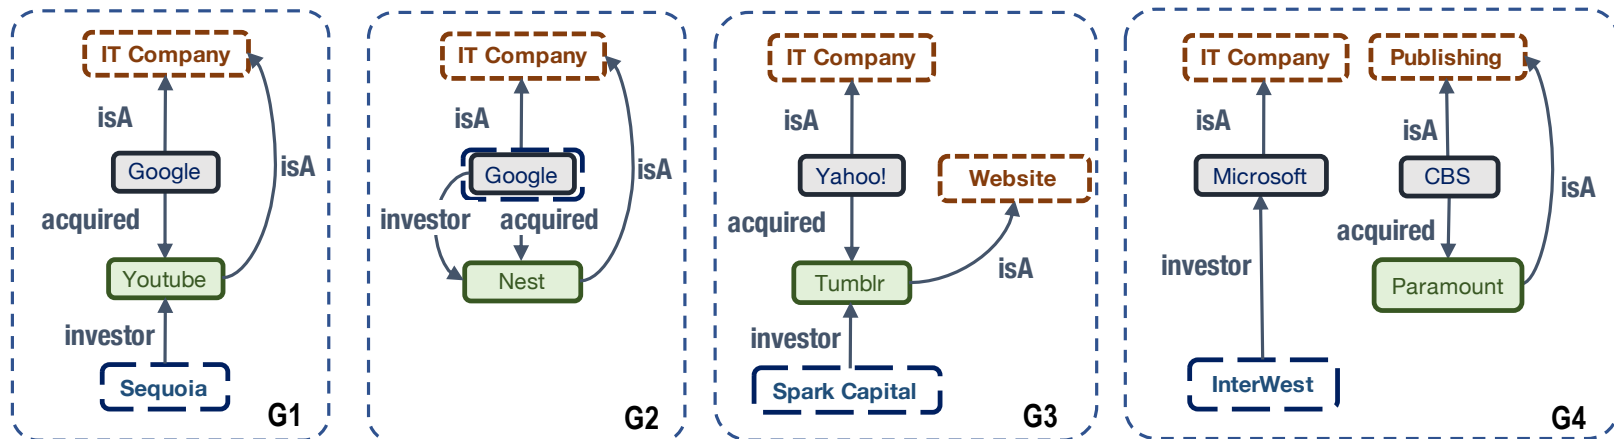 IT Company
isA
Google
isA
acquired
Youtube
investor
Sequoia
G1
IT Company
isA
Google
isA
investor
acquired
Nest
G2
IT Company
isA
Yahoo!
Website
acquired
isA
Tumblr
investor
Spark Capital
G3
IT Company
Publishing
isA
isA
Microsoft
CBS
isA
acquired
investor
Paramount
InterWest
G4